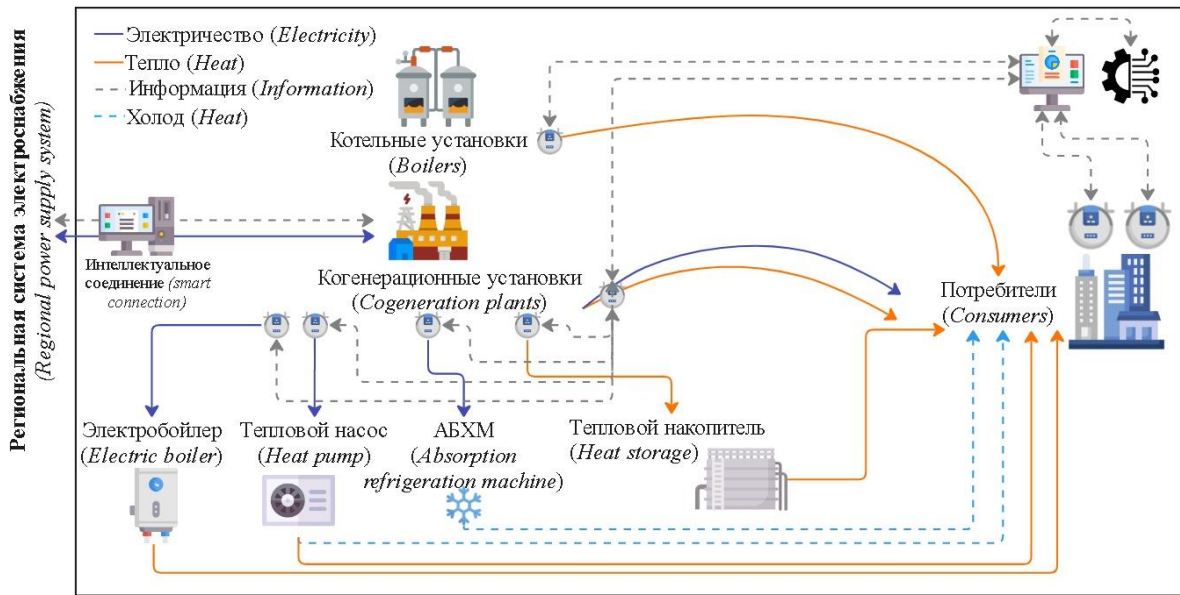 Региональная система электроснабжения
(Regional power supply system)
Электричество (Electricity)
Тепло (Heat)
Информация (Information)
Холод (Heat)
Котельные установки
(Boilers)
Интеллектуальное
соединение (smart
connection)
Когенерационные установки
(Cogeneration plants)
Потребители
(Consumers)
Электробойлер
(Electric boiler)
Тепловой насос
(Heat pump)
АБХМ
(Absorption
refrigeration machine)
Тепловой накопитель
(Heat storage)